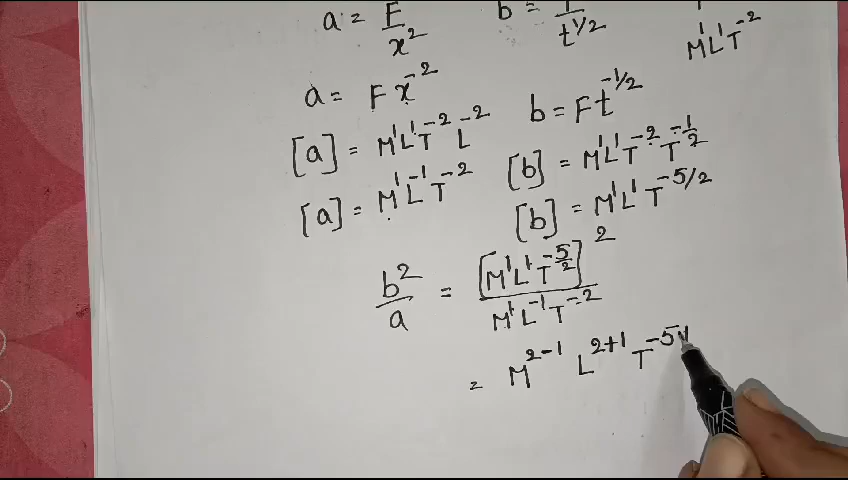 a = F/x² b = 1/t^1/2
M¹L¹T⁻²
a = F x⁻² b = F t^-1/2
[a] = M¹L¹T⁻² L⁻² [b] = M¹L¹T⁻² T^-1/2
[a] = M¹L⁻¹T⁻² [b] = M¹L¹T^-5/2
b²/a = [M¹L¹T^-5/2]² / M¹L⁻¹T⁻²
= M^2-1 L^2+1 T^-5